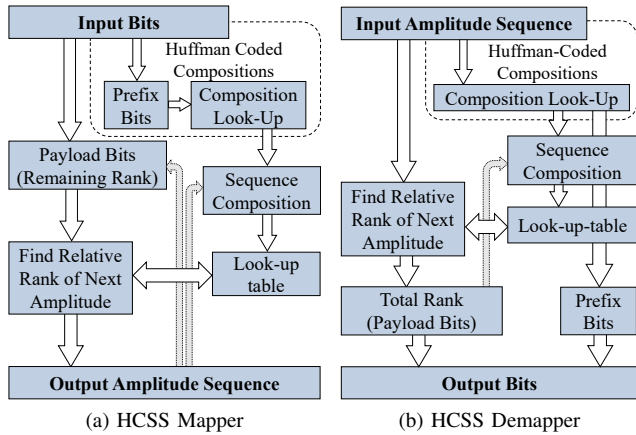 Input Bits
Huffman Coded
Compositions
Prefix
Bits
Composition
Look-Up
Payload Bits
(Remaining Rank)
Sequence
Composition
Find Relative
Rank of Next
Amplitude
Look-up
table
Output Amplitude Sequence
(a) HCSS Mapper
Input Amplitude Sequence
Huffman-Coded
Compositions
Composition Look-Up
Sequence
Composition
Find Relative
Rank of Next
Amplitude
Look-up-table
Total Rank
(Payload Bits)
Prefix
Bits
Output Bits
(b) HCSS Demapper